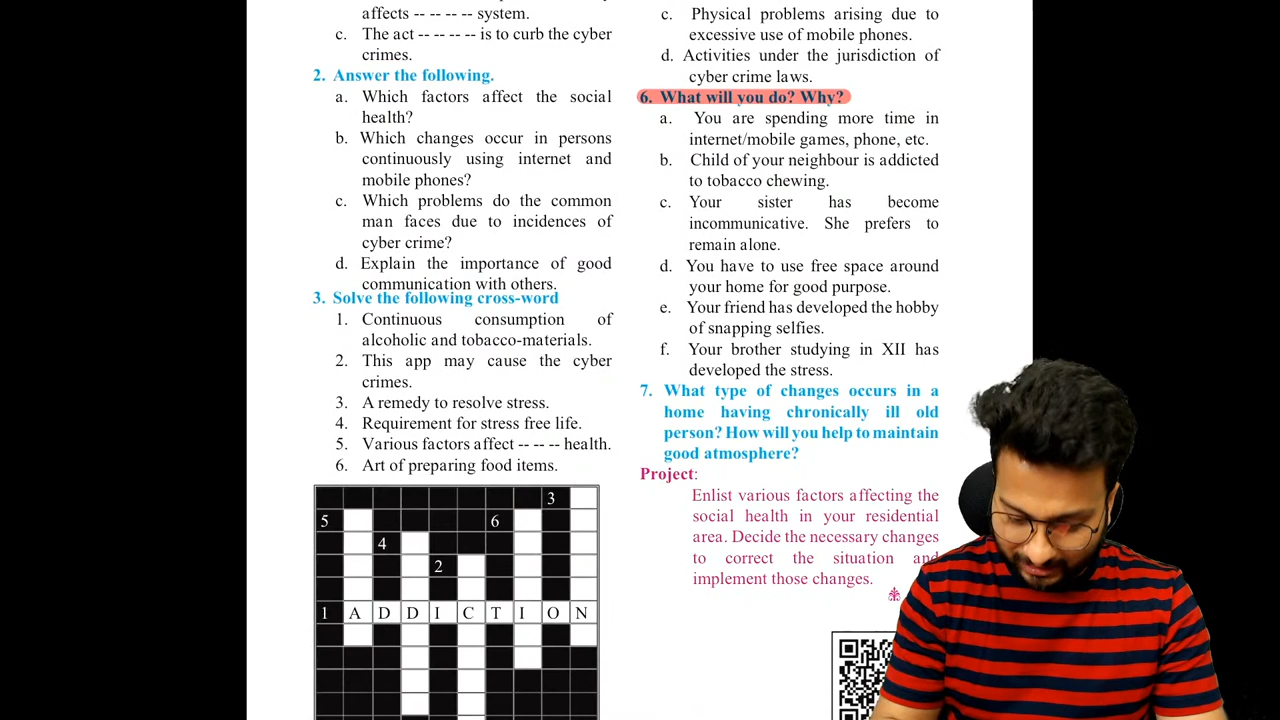 affects -- -- -- -- system.
c. The act -- -- -- -- is to curb the cyber
crimes.
2. Answer the following.
a. Which factors affect the social
health?
b. Which changes occur in persons
continuously using internet and
mobile phones?
c. Which problems do the common
man faces due to incidences of
cyber crime?
d. Explain the importance of good
communication with others.
3. Solve the following cross-word
1. Continuous consumption of
alcoholic and tobacco-materials.
2. This app may cause the cyber
crimes.
3. A remedy to resolve stress.
4. Requirement for stress free life.
5. Various factors affect -- -- -- health.
6. Art of preparing food items.
3
5 6
4
2
1 A D D I C T I O N
c. Physical problems arising due to
excessive use of mobile phones.
d. Activities under the jurisdiction of
cyber crime laws.
6. What will you do? Why?
a. You are spending more time in
internet/mobile games, phone, etc.
b. Child of your neighbour is addicted
to tobacco chewing.
c. Your sister has become
incommunicative. She prefers to
remain alone.
d. You have to use free space around
your home for good purpose.
e. Your friend has developed the hobby
of snapping selfies.
f. Your brother studying in XII has
developed the stress.
7. What type of changes occurs in a
home having chronically ill old
person? How will you help to maintain
good atmosphere?
Project:
Enlist various factors affecting the
social health in your residential
area. Decide the necessary changes
to correct the situation and
implement those changes.